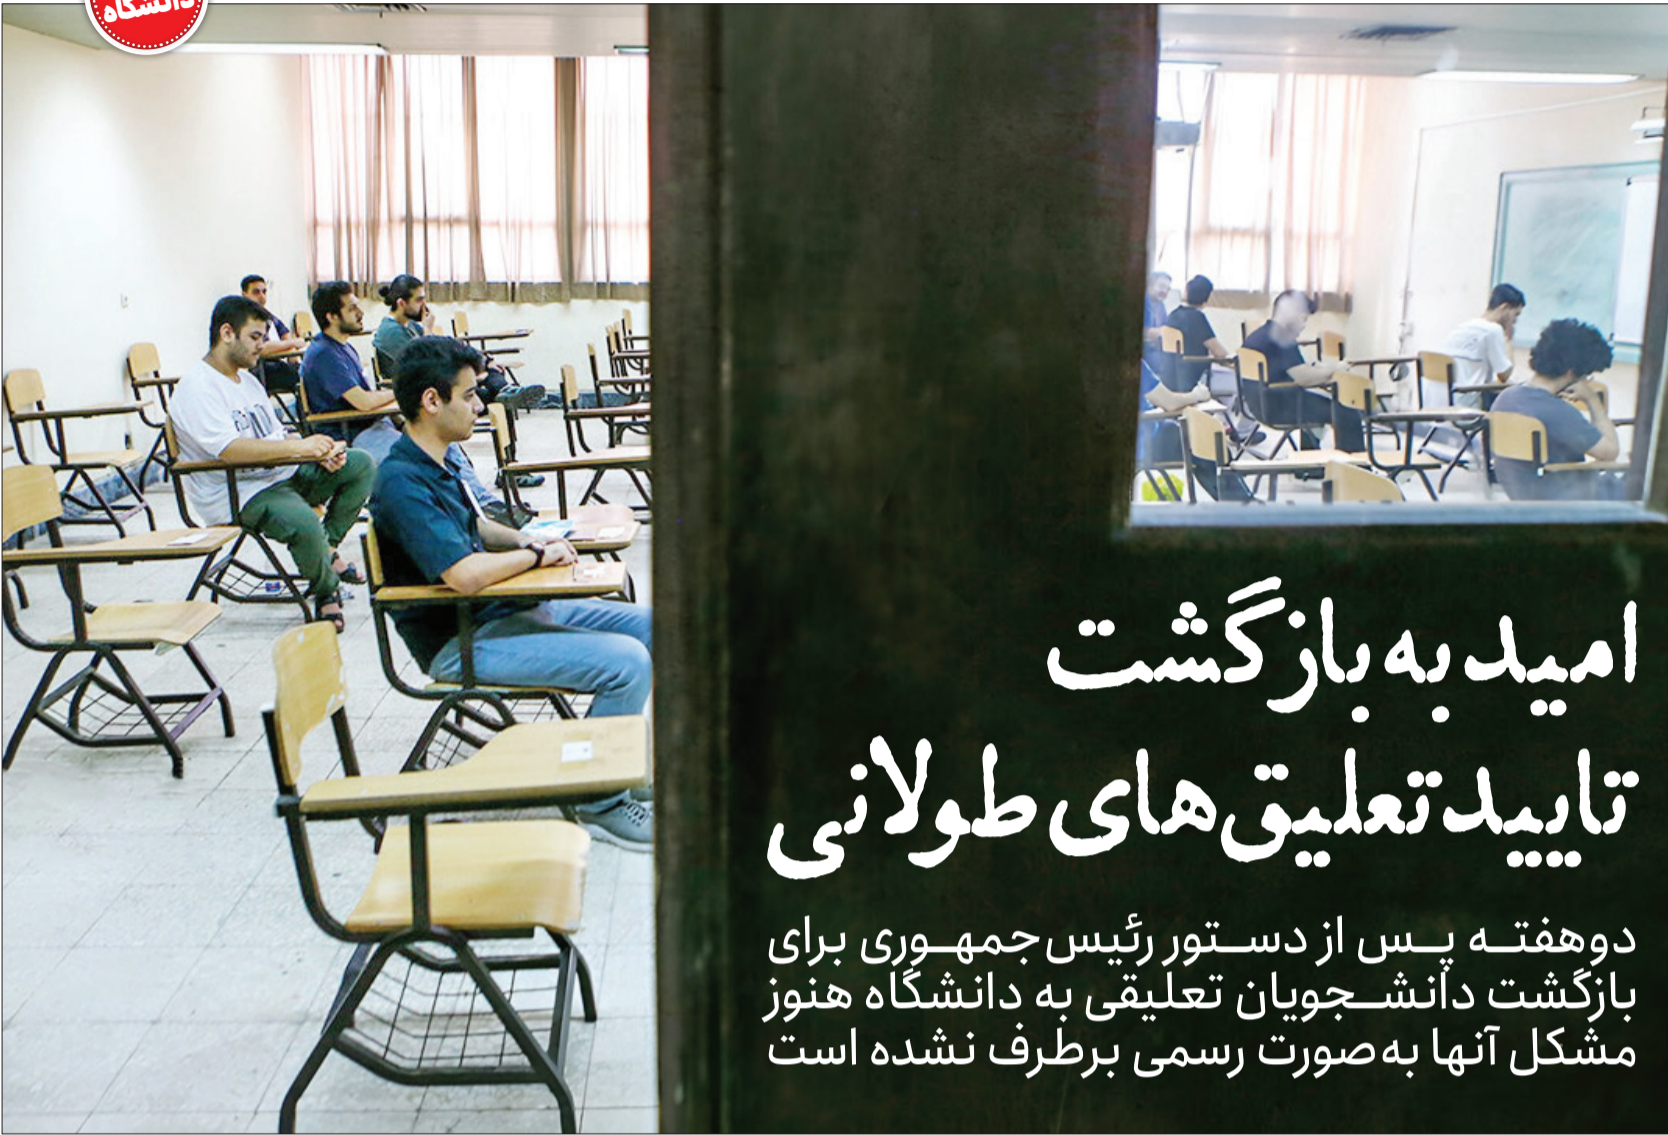 دانشگاه
امید به بازگشت
تایید تعلیق‌های طولانی
دوهفته پس از دستور رئیس‌جمهوری برای
بازگشت دانشجویان تعلیقی به دانشگاه هنوز
مشکل آنها به‌صورت رسمی برطرف نشده است